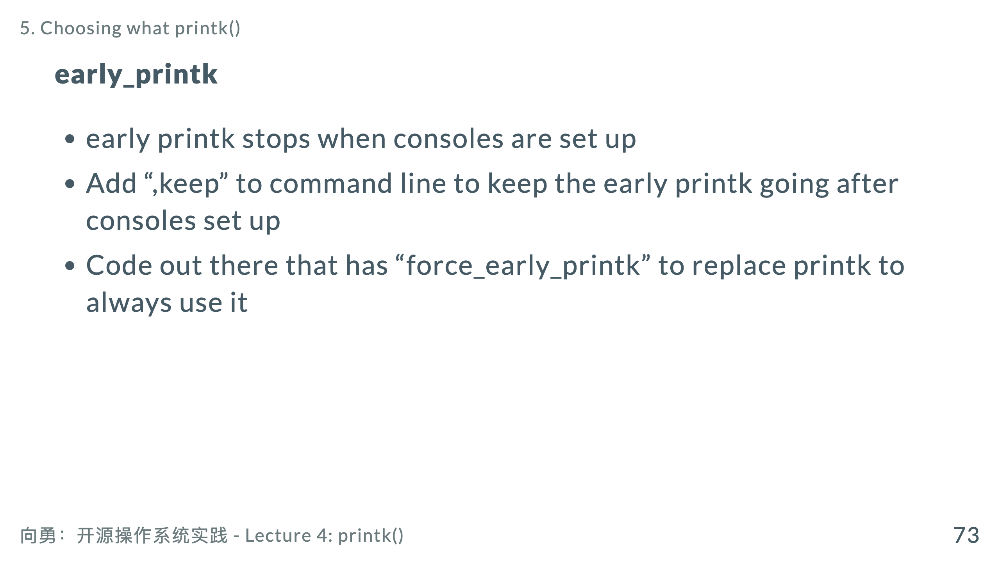 5. Choosing what printk()
early_printk
• early printk stops when consoles are set up
• Add “,keep” to command line to keep the early printk going after
consoles set up
• Code out there that has “force_early_printk” to replace printk to
always use it
向勇：开源操作系统实践 - Lecture 4: printk()
73